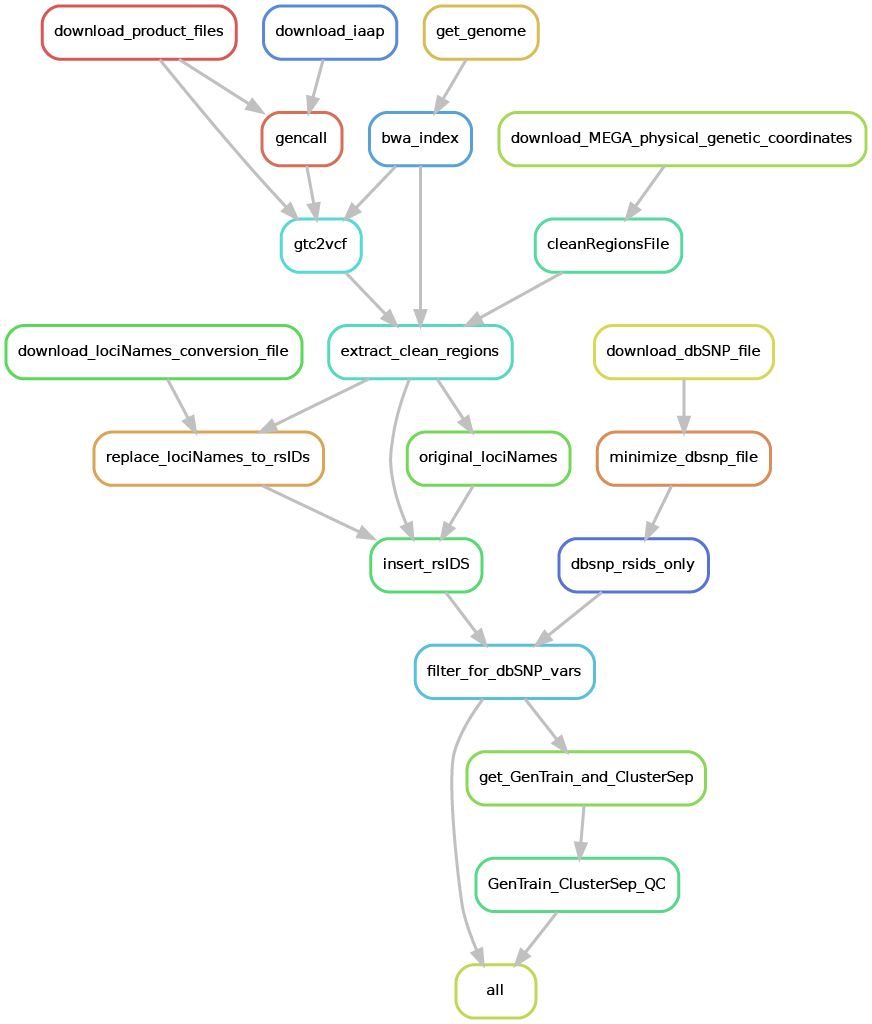 download_product_files
download_iaap
get_genome
gencall
bwa_index
download_MEGA_physical_genetic_coordinates
gtc2vcf
cleanRegionsFile
download_lociNames_conversion_file
extract_clean_regions
download_dbSNP_file
replace_lociNames_to_rsIDs
original_lociNames
minimize_dbsnp_file
insert_rsIDS
dbsnp_rsids_only
filter_for_dbSNP_vars
get_GenTrain_and_ClusterSep
GenTrain_ClusterSep_QC
all